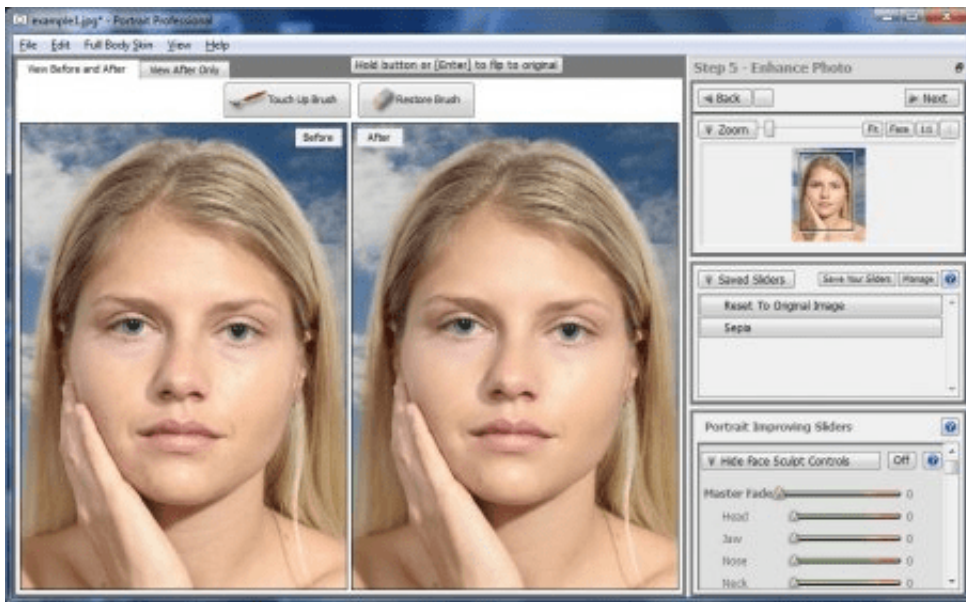 example1.jpg* - Portrait Professional
File Edit Full Body Skin View Help
View Before and After View After Only
Hold button or [Enter] to flip to original
Touch Up Brush Restore Brush
Before After
Step 5 - Enhance Photo
Back Next
Zoom Fit Face 1:1
Saved Sliders Save Your Sliders Manage
Reset To Original Image
Sepia
Portrait Improving Sliders
Hide Face Sculpt Controls Off
Master Fade 0
Head 0
Jaw 0
Nose 0
Neck 0